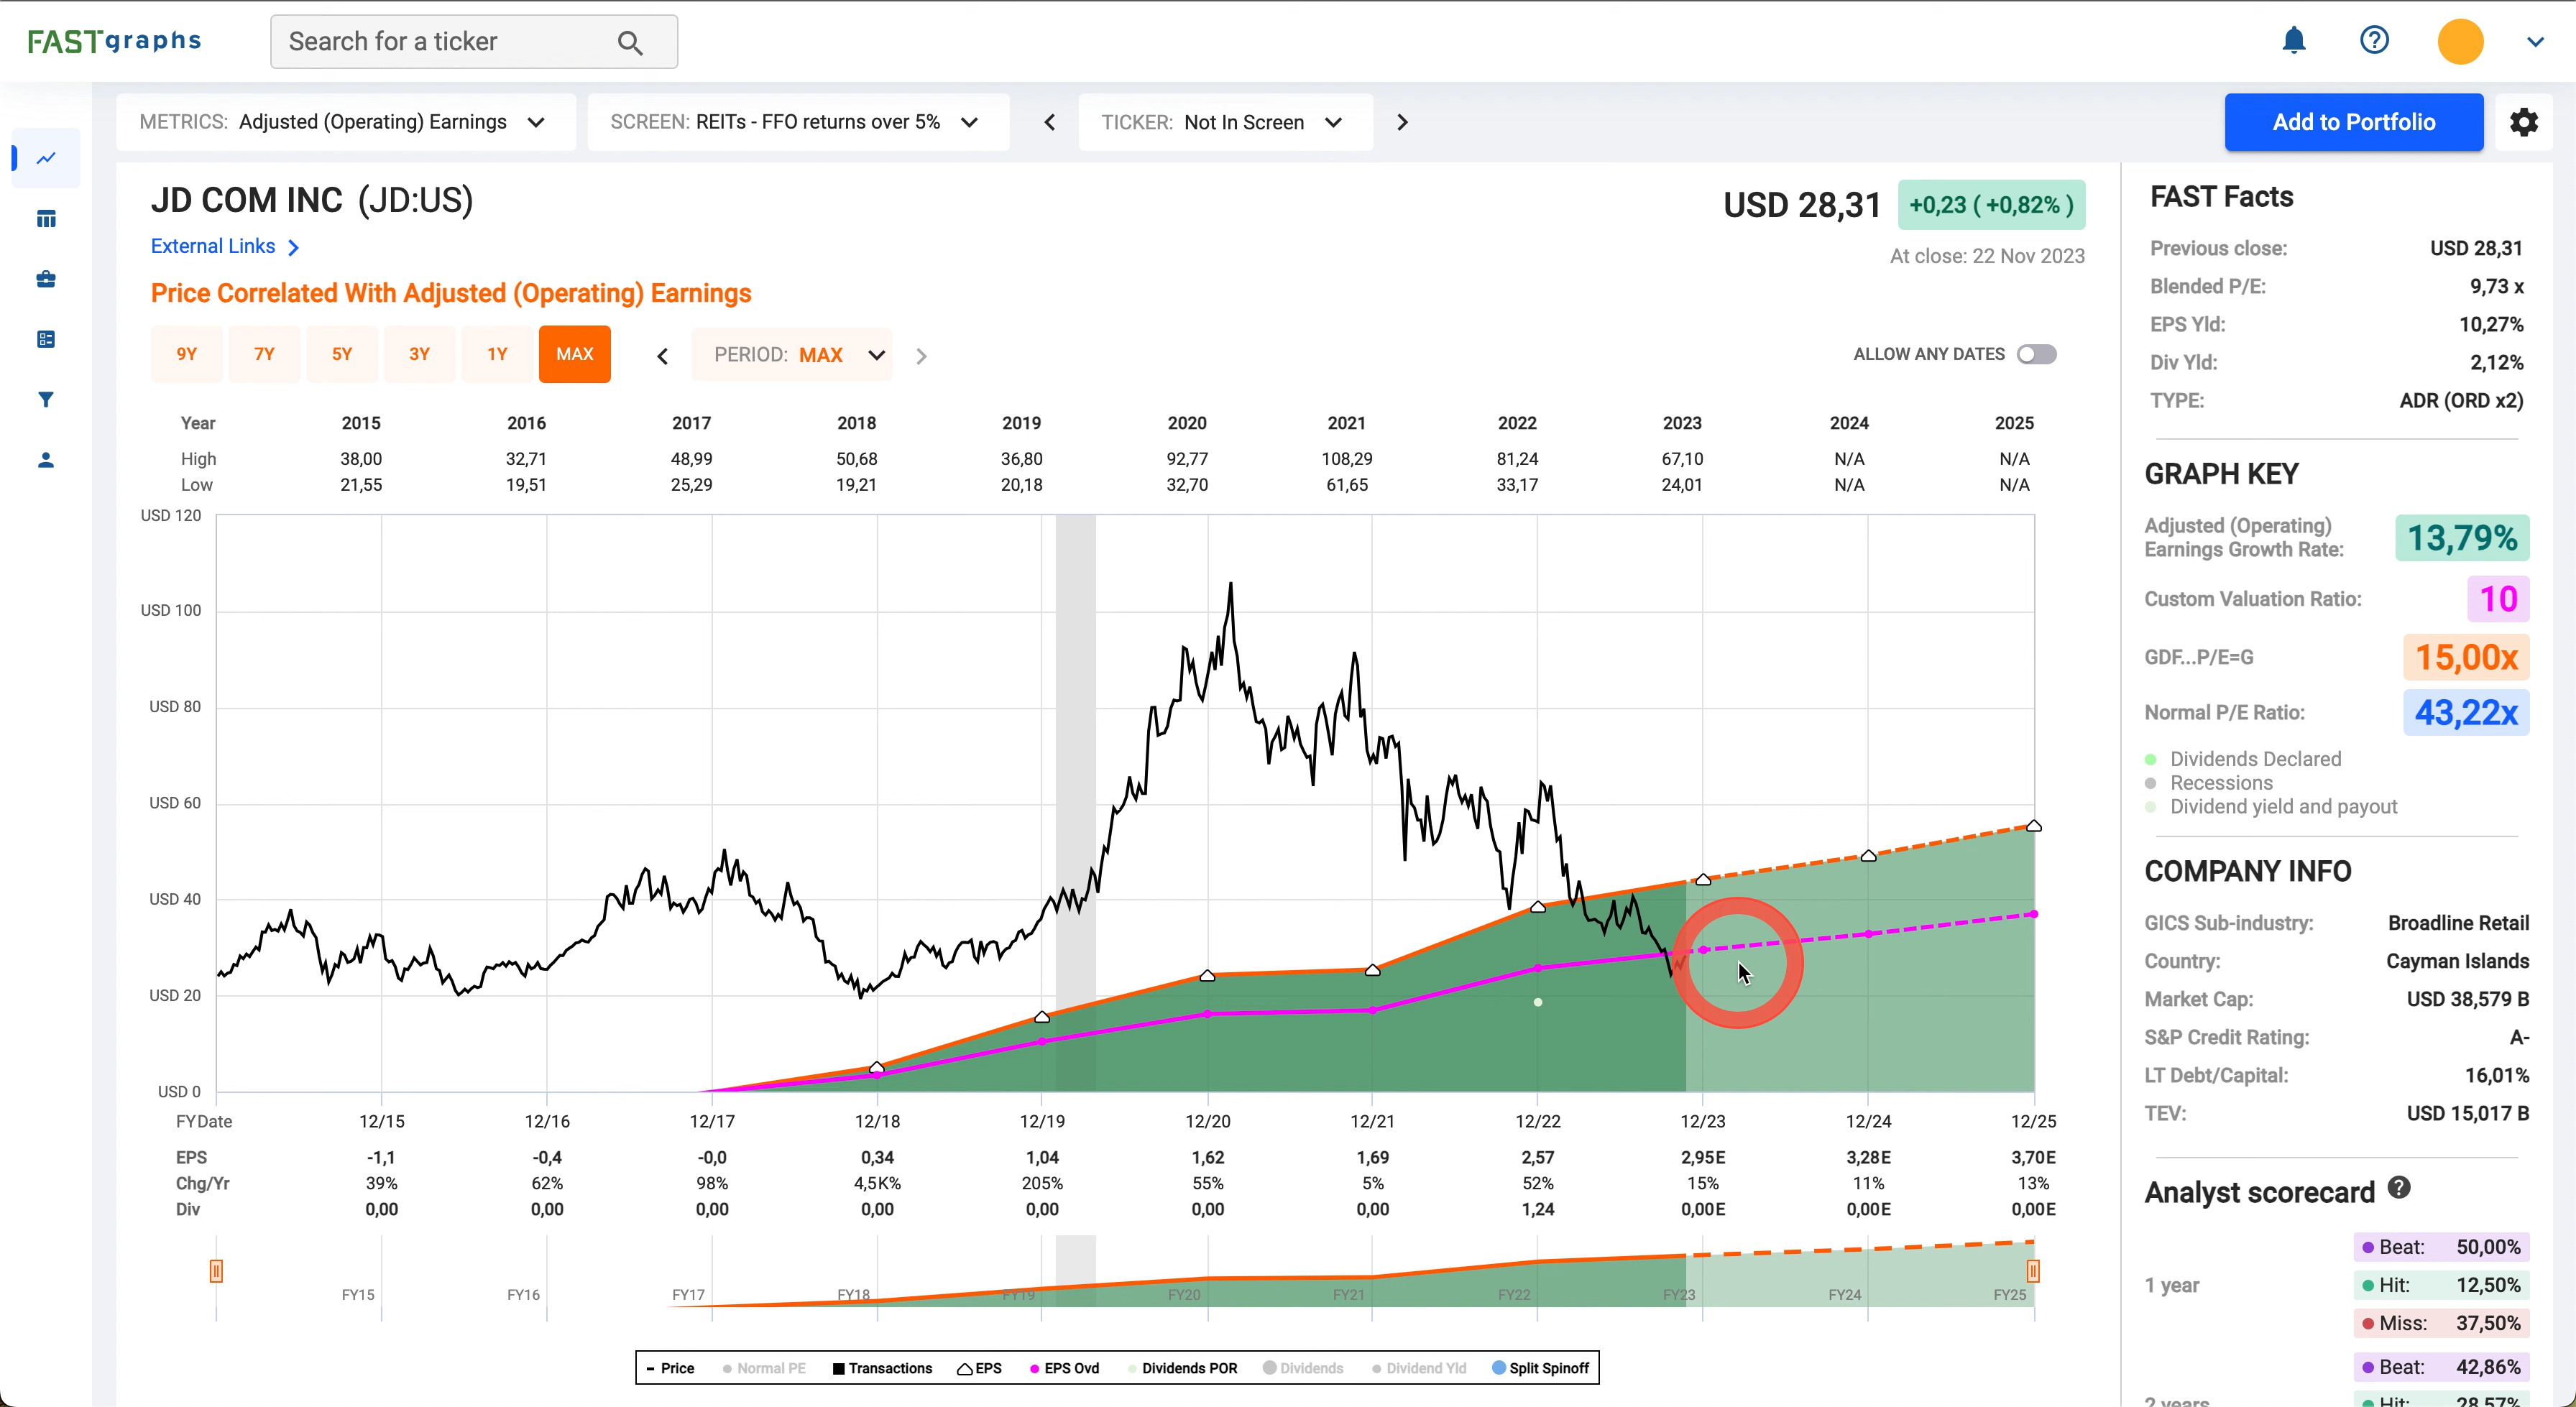 FASTgraphs
Search for a ticker
METRICS: Adjusted (Operating) Earnings
SCREEN: REITs - FFO returns over 5%
TICKER: Not In Screen
Add to Portfolio
JD COM INC (JD:US)
USD 28,31 +0,23 ( +0,82% )
External Links
At close: 22 Nov 2023
Price Correlated With Adjusted (Operating) Earnings
9Y 7Y 5Y 3Y 1Y MAX PERIOD: MAX ALLOW ANY DATES
Year 2015 2016 2017 2018 2019 2020 2021 2022 2023 2024 2025
High 38,00 32,71 48,99 50,68 36,80 92,77 108,29 81,24 67,10 N/A N/A
Low 21,55 19,51 25,29 19,21 20,18 32,70 61,65 33,17 24,01 N/A N/A
USD 120
USD 100
USD 80
USD 60
USD 40
USD 20
USD 0
FYDate 12/15 12/16 12/17 12/18 12/19 12/20 12/21 12/22 12/23 12/24 12/25
EPS -1,1 -0,4 -0,0 0,34 1,04 1,62 1,69 2,57 2,95E 3,28E 3,70E
Chg/Yr 39% 62% 98% 4,5K% 205% 55% 5% 52% 15% 11% 13%
Div 0,00 0,00 0,00 0,00 0,00 0,00 0,00 1,24 0,00E 0,00E 0,00E
FY15 FY16 FY17 FY18 FY19 FY20 FY21 FY22 FY23 FY24 FY25
Price Normal PE Transactions EPS EPS Ovd Dividends POR Dividends Dividend Yld Split Spinoff
FAST Facts
Previous close: USD 28,31
Blended P/E: 9,73 x
EPS Yld: 10,27%
Div Yld: 2,12%
TYPE: ADR (ORD x2)
GRAPH KEY
Adjusted (Operating)
Earnings Growth Rate: 13,79%
Custom Valuation Ratio: 10
GDF...P/E=G 15,00x
Normal P/E Ratio: 43,22x
Dividends Declared
Recessions
Dividend yield and payout
COMPANY INFO
GICS Sub-industry: Broadline Retail
Country: Cayman Islands
Market Cap: USD 38,579 B
S&P Credit Rating: A-
LT Debt/Capital: 16,01%
TEV: USD 15,017 B
Analyst scorecard
Beat: 50,00%
1 year Hit: 12,50%
Miss: 37,50%
Beat: 42,86%
2 years Hit: 28,57%